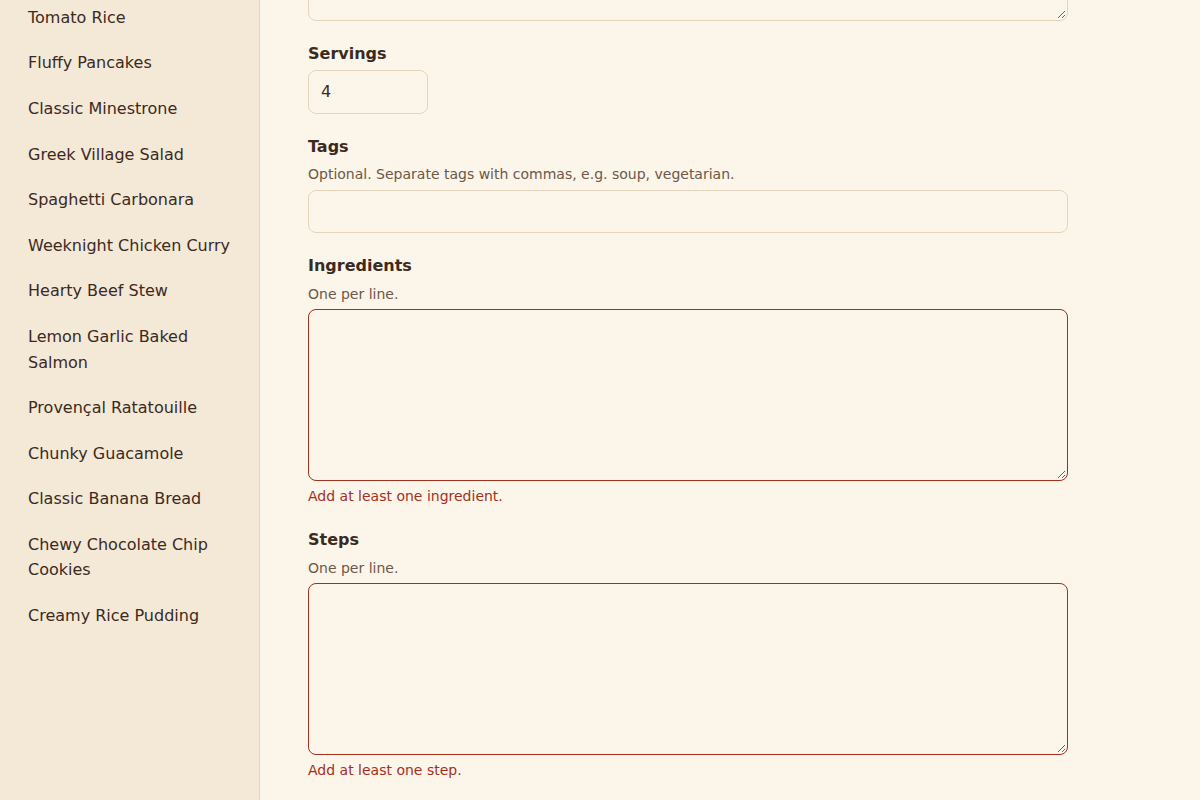 Tomato Rice
Fluffy Pancakes
Classic Minestrone
Greek Village Salad
Spaghetti Carbonara
Weeknight Chicken Curry
Hearty Beef Stew
Lemon Garlic Baked
Salmon
Provençal Ratatouille
Chunky Guacamole
Classic Banana Bread
Chewy Chocolate Chip
Cookies
Creamy Rice Pudding
Servings
4
Tags
Optional. Separate tags with commas, e.g. soup, vegetarian.
Ingredients
One per line.
Add at least one ingredient.
Steps
One per line.
Add at least one step.